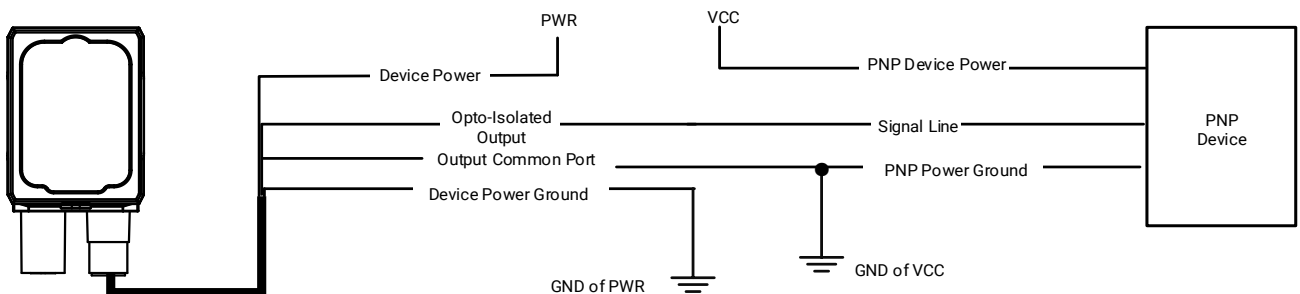 PWR
VCC
Device Power
PNP Device Power
Opto-Isolated
Output
Signal Line
Output Common Port
PNP Power Ground
Device Power Ground
PNP
Device
GND of VCC
GND of PWR